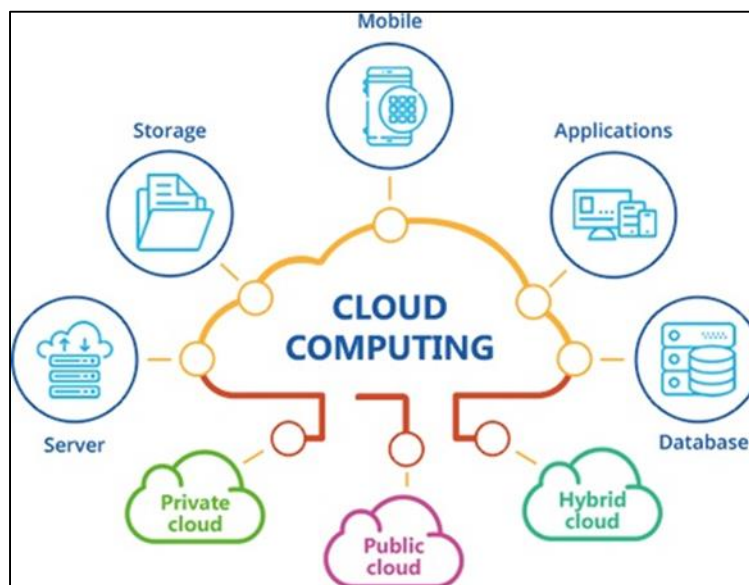 Mobile
Storage
Applications
CLOUD
COMPUTING
Server
Database
Private
cloud
Public
cloud
Hybrid
cloud